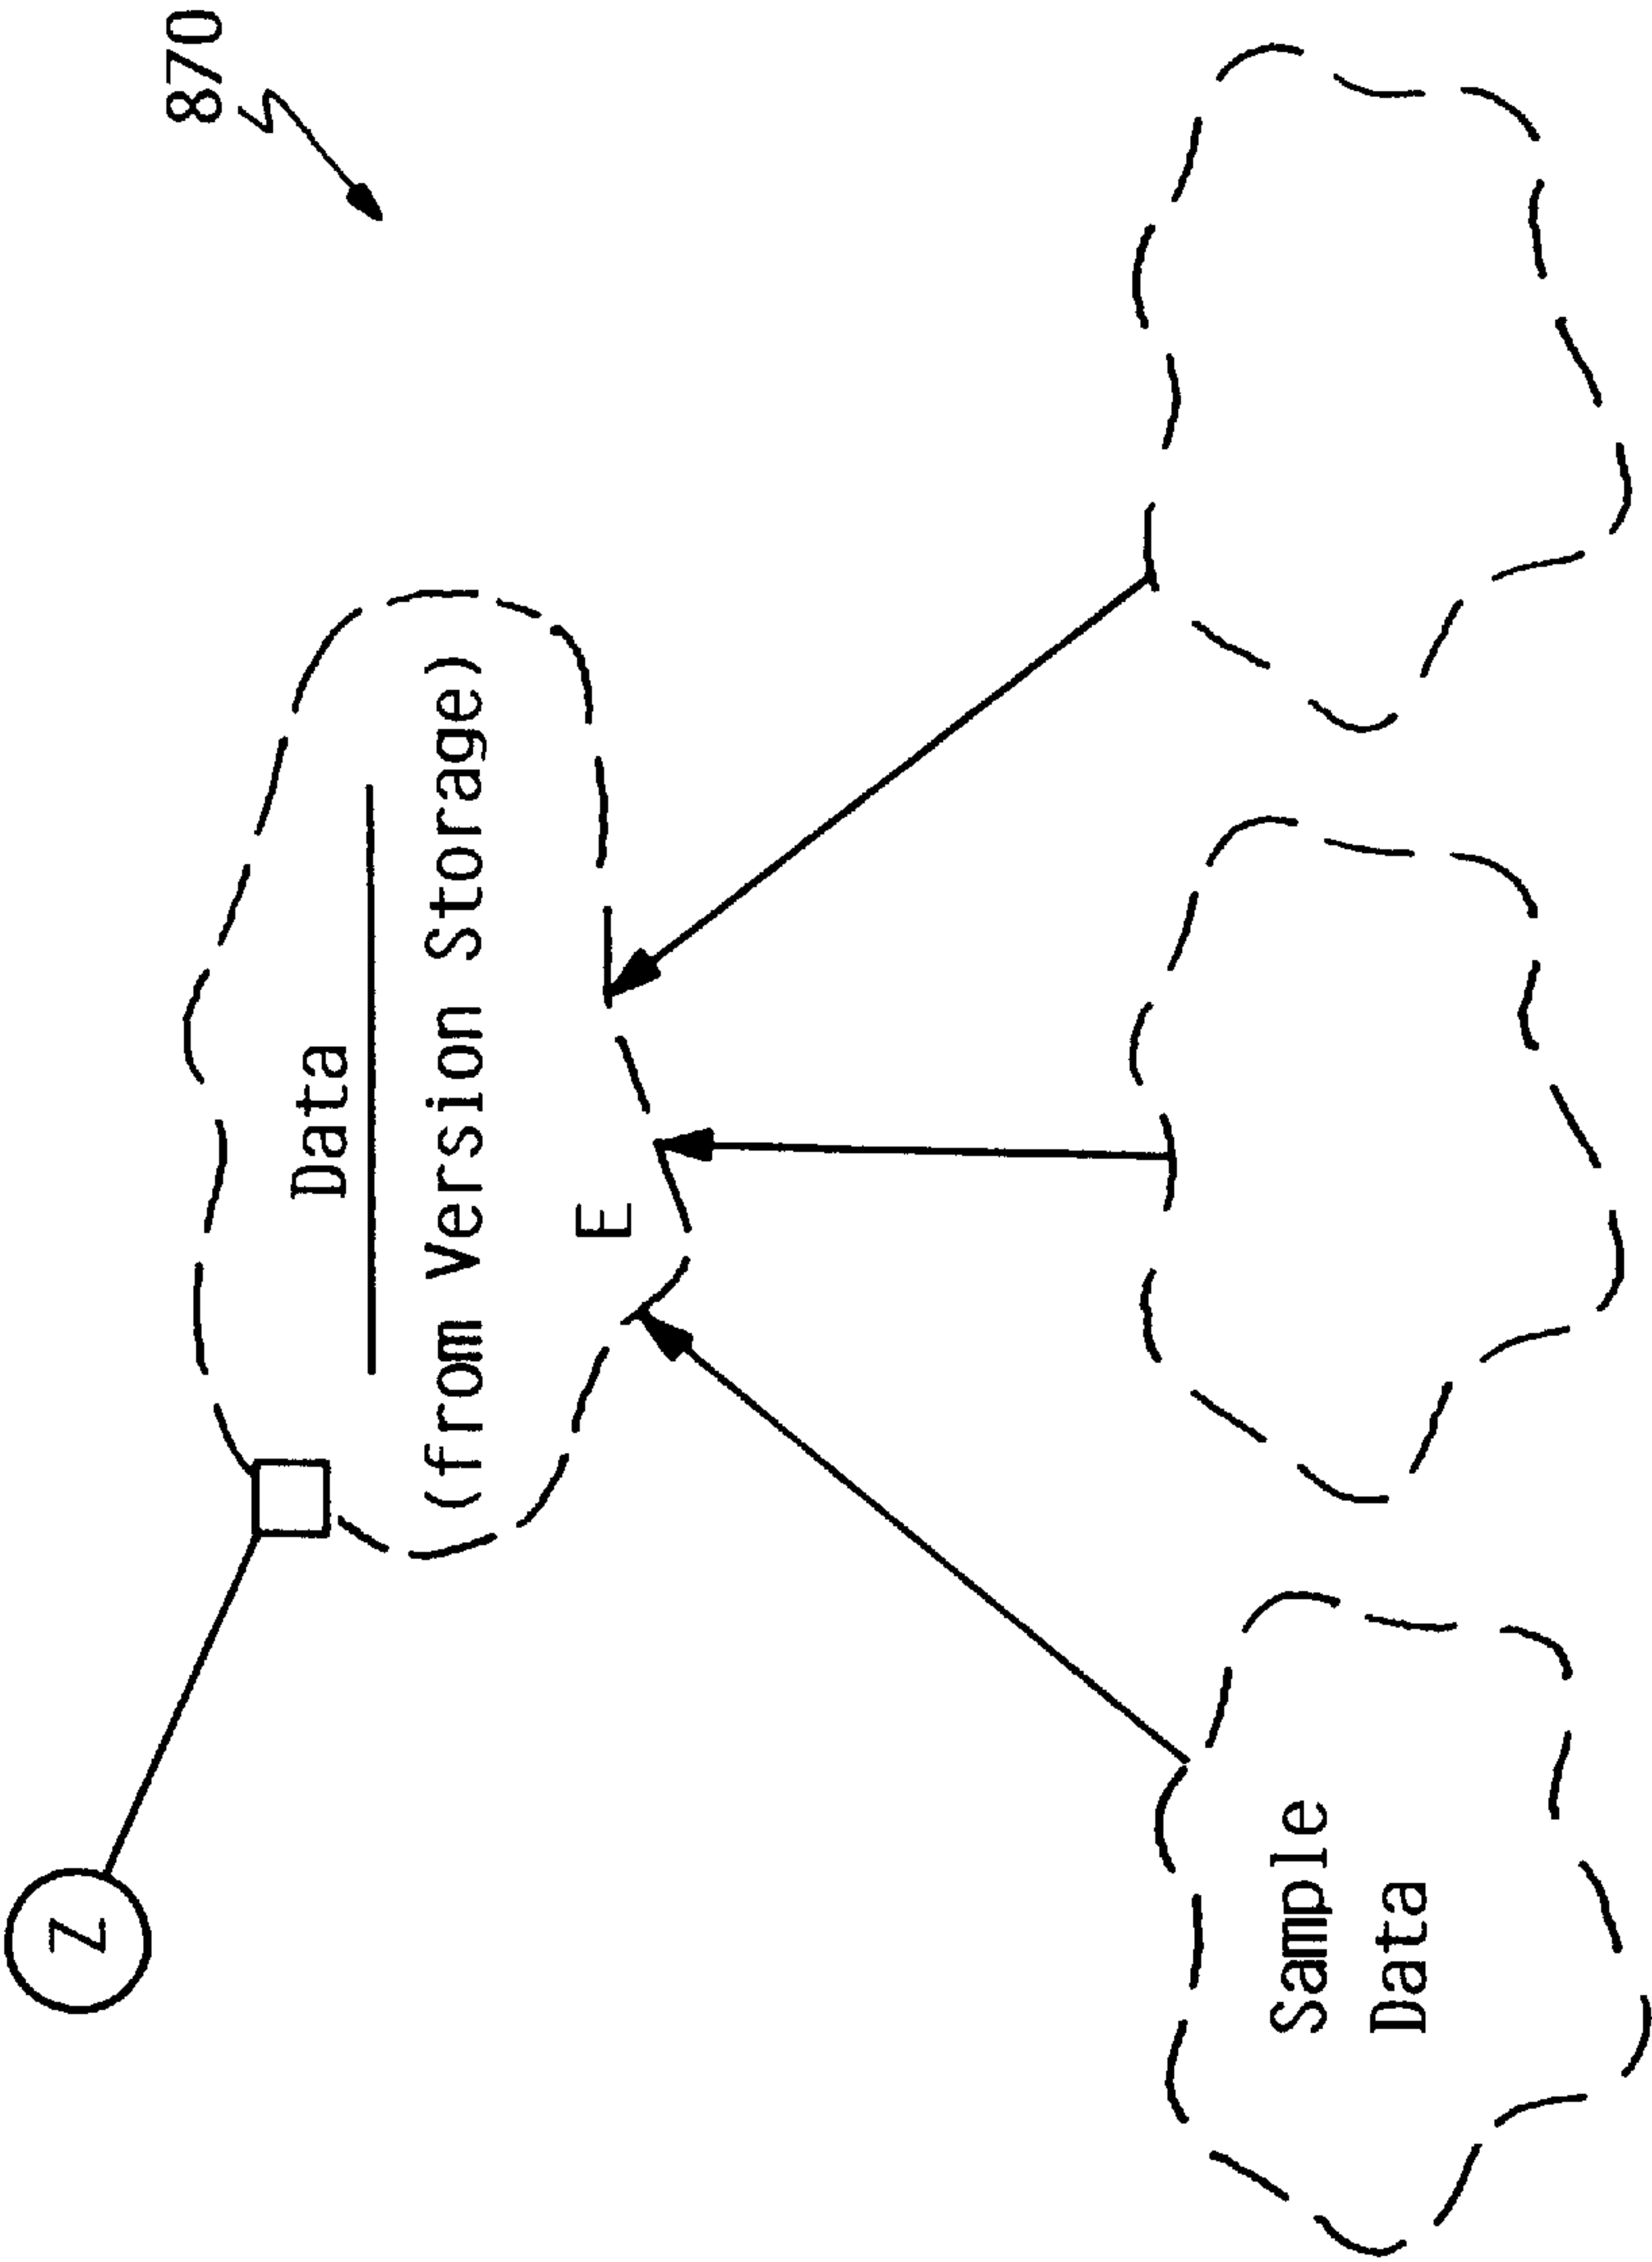 870
Z
Data
(from Version Storage)
E
Sample
Data